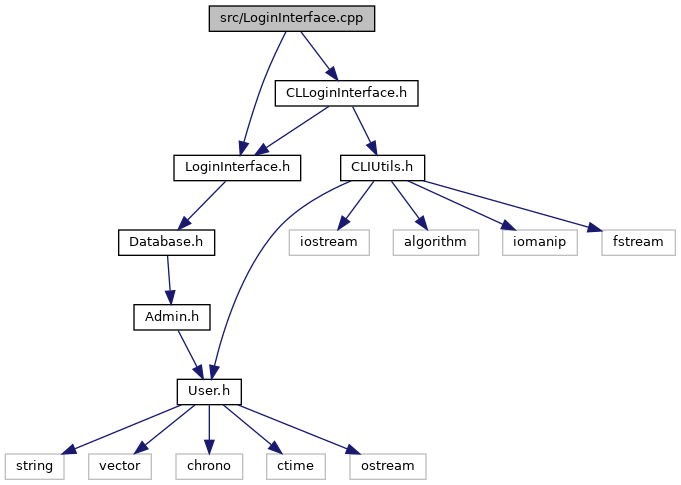 src/LoginInterface.cpp
CLLoginInterface.h
LoginInterface.h
CLIUtils.h
Database.h
iostream
algorithm
iomanip
fstream
Admin.h
User.h
string
vector
chrono
ctime
ostream